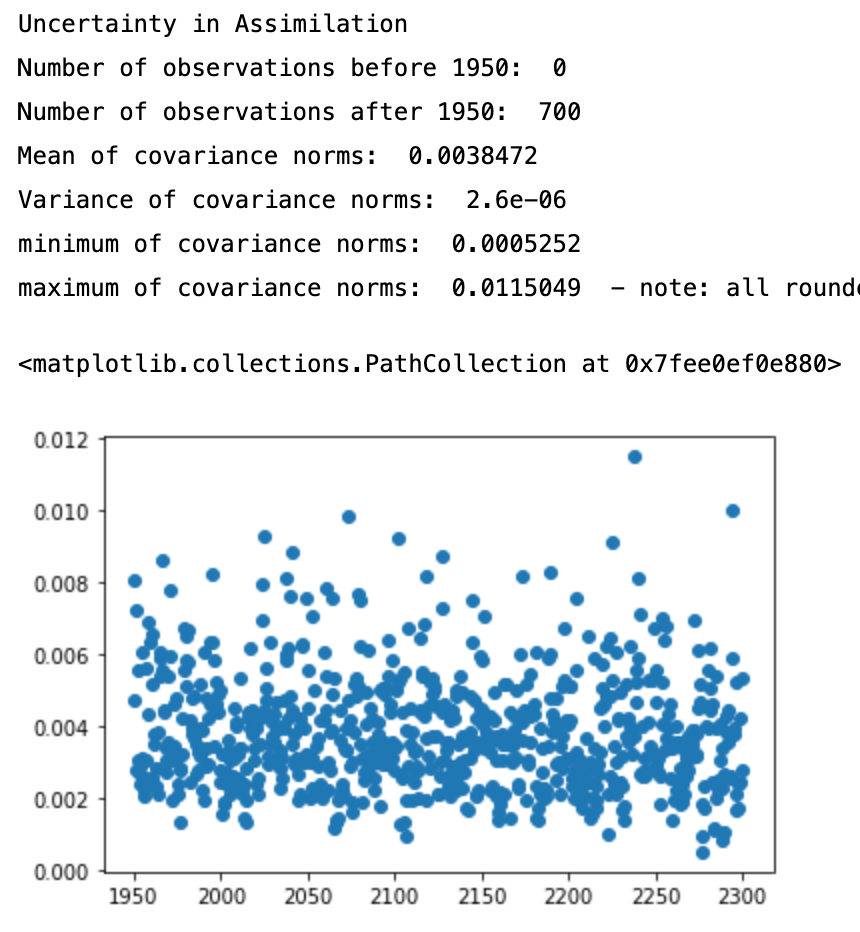 Uncertainty in Assimilation
Number of observations before 1950:  0
Number of observations after 1950:  700
Mean of covariance norms:  0.0038472
Variance of covariance norms:  2.6e-06
minimum of covariance norms:  0.0005252
maximum of covariance norms:  0.0115049  - note: all
<matplotlib.collections.PathCollection at 0x7fee0ef0e880>
0.012
0.010
0.008
0.006
0.004
0.002
0.000
1950 2000 2050 2100 2150 2200 2250 2300